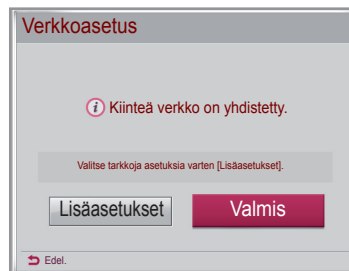 Verkkoasetus
Kiinteä verkko on yhdistetty.
Valitse tarkkoja asetuksia varten [Lisäasetukset].
Lisäasetukset
Valmis
Edel.